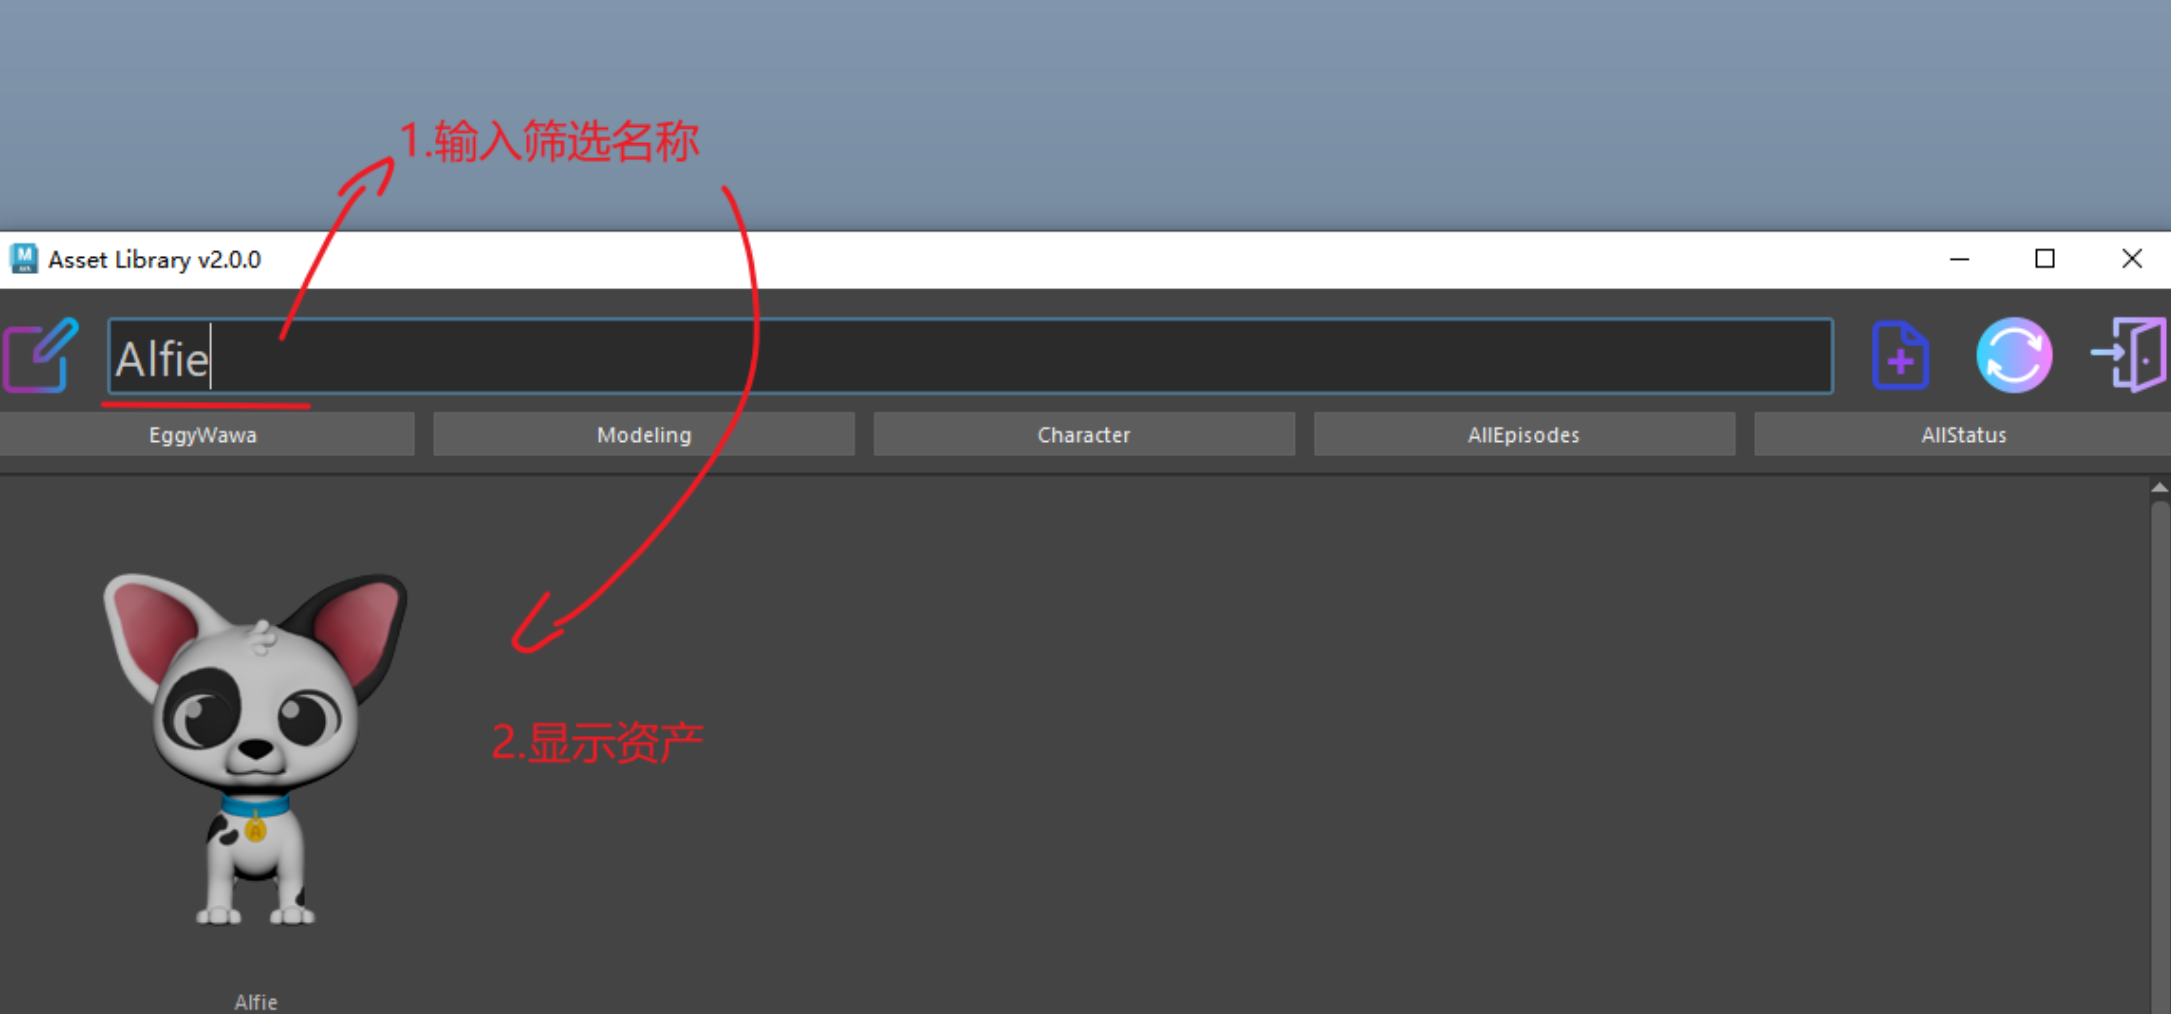 1.输入筛选名称
Asset Library v2.0.0
Alfie
EggyWawa
Modeling
Character
AllEpisodes
AllStatus
2.显示资产
Alfie